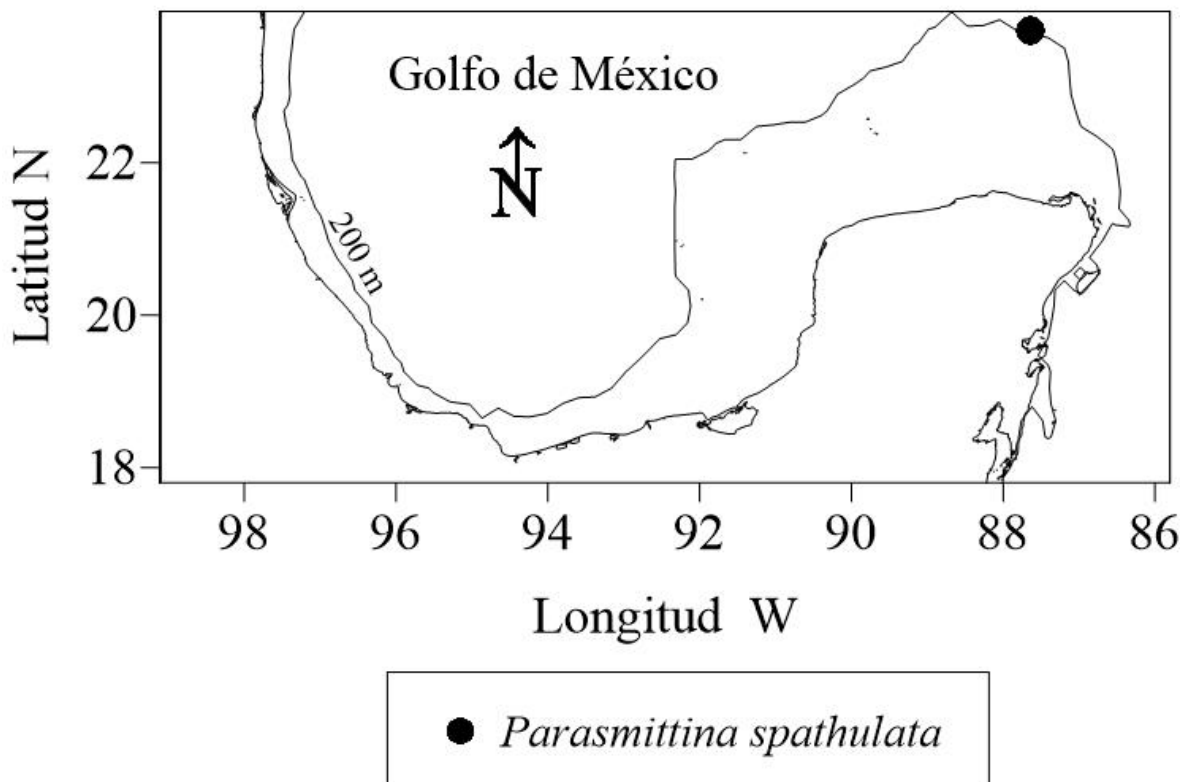 Golfo de México
N
200 m
Latitud N
22
20
18
98 96 94 92 90 88 86
Longitud W
Parasmittina spathulata